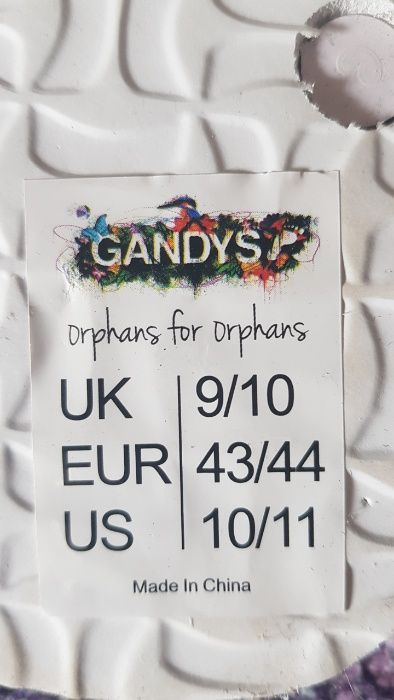 GANDYS
orphans for orphans
UK 9/10
EUR 43/44
US 10/11
Made In China